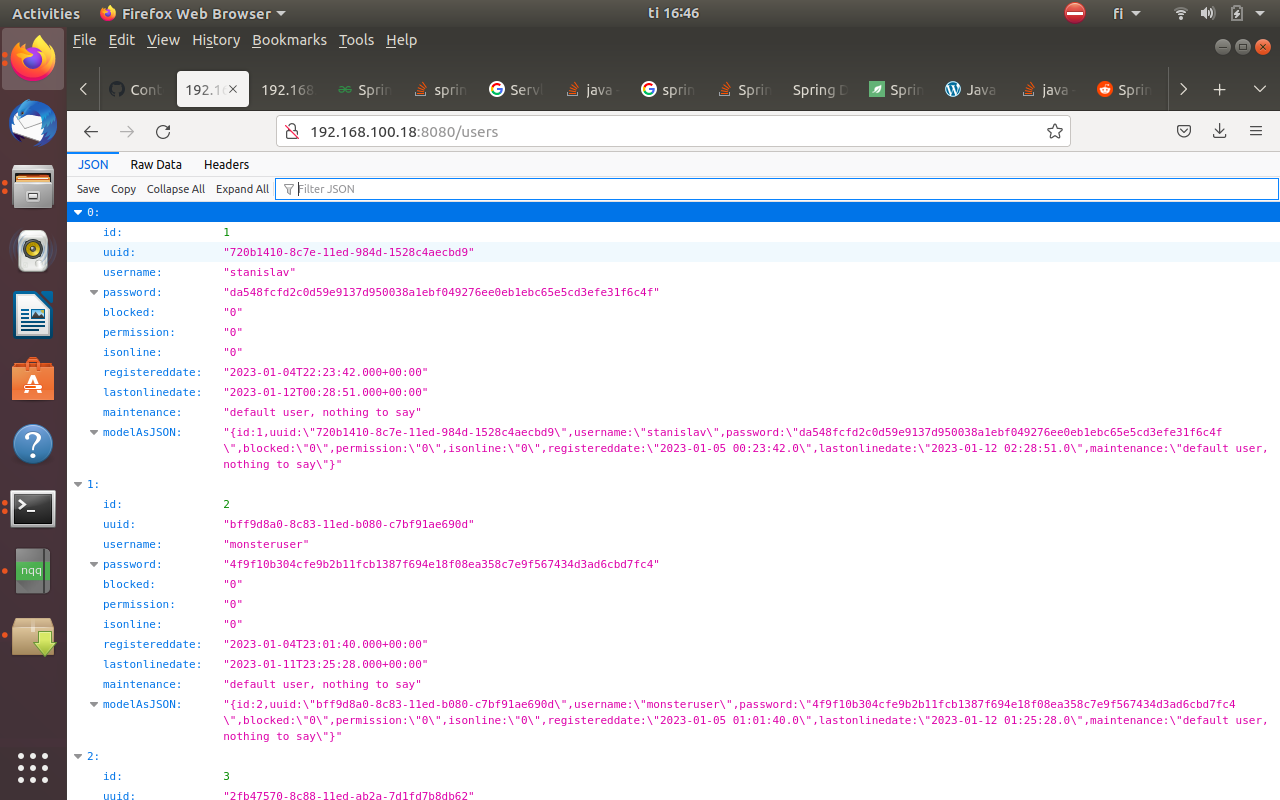 Activities Firefox Web Browser ti 16:46 fi
File Edit View History Bookmarks Tools Help
Cont 192.1 192.168 Sprin sprin Servl java sprin Sprin Spring D Sprin Java java Sprin
192.168.100.18:8080/users
JSON Raw Data Headers
Save Copy Collapse All Expand All Filter JSON
0:
id: 1
uuid: "720b1410-8c7e-11ed-984d-1528c4aecbd9"
username: "stanislav"
password: "da548fcfd2c0d59e9137d950038a1ebf049276ee0eb1ebc65e5cd3efe31f6c4f"
blocked: "0"
permission: "0"
isonline: "0"
registereddate: "2023-01-04T22:23:42.000+00:00"
lastonlinedate: "2023-01-12T00:28:51.000+00:00"
maintenance: "default user, nothing to say"
modelAsJSON: "{id:1,uuid:\"720b1410-8c7e-11ed-984d-1528c4aecbd9\",username:\"stanislav\",password:\"da548fcfd2c0d59e9137d950038a1ebf049276ee0eb1ebc65e5cd3efe31f6c4f
\",blocked:\"0\",permission:\"0\",isonline:\"0\",registereddate:\"2023-01-05 00:23:42.0\",lastonlinedate:\"2023-01-12 02:28:51.0\",maintenance:\"default user,
nothing to say\"}"
1:
id: 2
uuid: "bff9d8a0-8c83-11ed-b080-c7bf91ae690d"
username: "monsteruser"
password: "4f9f10b304cfe9b2b11fcb1387f694e18f08ea358c7e9f567434d3ad6cbd7fc4"
blocked: "0"
permission: "0"
isonline: "0"
registereddate: "2023-01-04T23:01:40.000+00:00"
lastonlinedate: "2023-01-11T23:25:28.000+00:00"
maintenance: "default user, nothing to say"
modelAsJSON: "{id:2,uuid:\"bff9d8a0-8c83-11ed-b080-c7bf91ae690d\",username:\"monsteruser\",password:\"4f9f10b304cfe9b2b11fcb1387f694e18f08ea358c7e9f567434d3ad6cbd7fc4
\",blocked:\"0\",permission:\"0\",isonline:\"0\",registereddate:\"2023-01-05 01:01:40.0\",lastonlinedate:\"2023-01-12 01:25:28.0\",maintenance:\"default user,
nothing to say\"}"
nqq
2:
id: 3
uuid: "2fb47570-8c88-11ed-ab2a-7d1fd7b8db62"